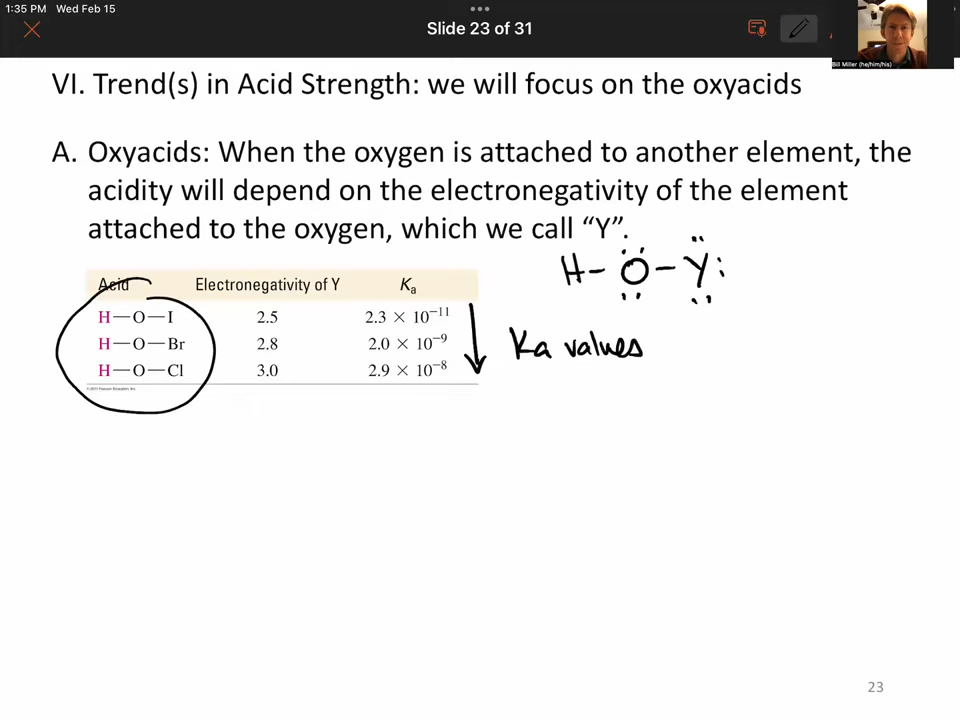 1:35 PM Wed Feb 15
Slide 23 of 31
Bill Miller (he/him/his)
VI. Trend(s) in Acid Strength: we will focus on the oxyacids
A. Oxyacids: When the oxygen is attached to another element, the
acidity will depend on the electronegativity of the element
attached to the oxygen, which we call “Y”.
H–O–Y
Acid Electronegativity of Y Ka
H—O—I 2.5 2.3 × 10⁻¹¹
H—O—Br 2.8 2.0 × 10⁻⁹
H—O—Cl 3.0 2.9 × 10⁻⁸
Ka values
23